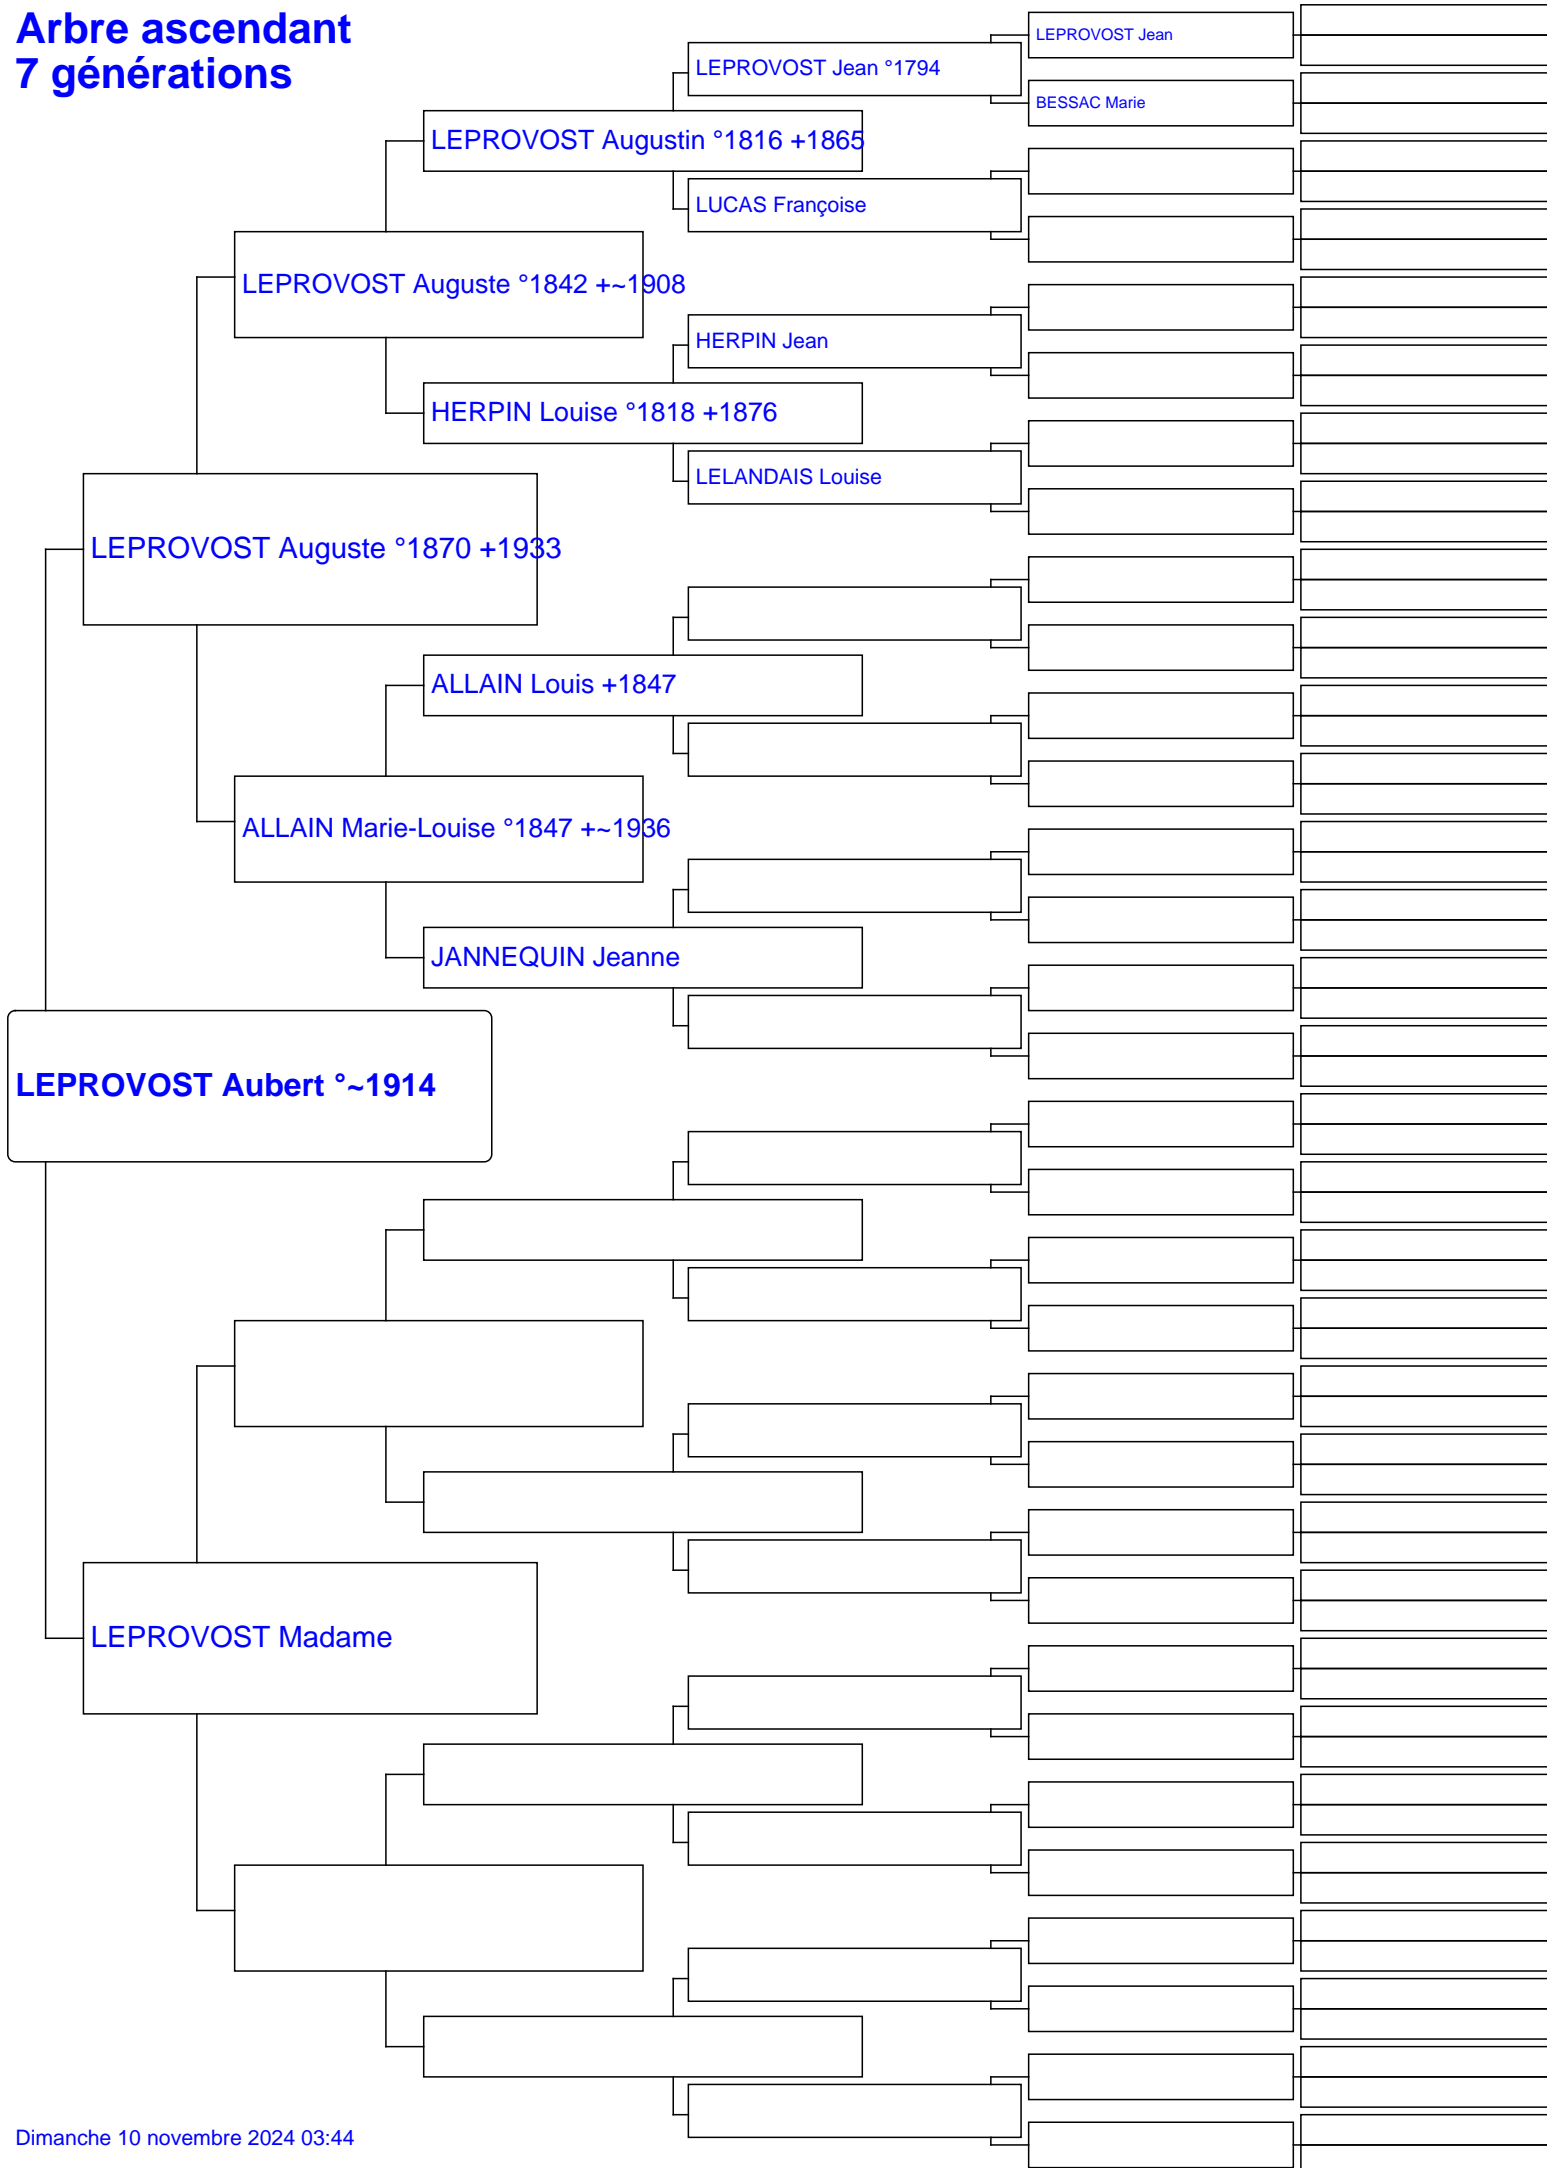 Arbre ascendant
7 générations
LEPROVOST Jean
LEPROVOST Jean °1794
BESSAC Marie
LEPROVOST Augustin °1816 +1865
LUCAS Françoise
LEPROVOST Auguste °1842 +~1908
HERPIN Jean
HERPIN Louise °1818 +1876
LELANDAIS Louise
LEPROVOST Auguste °1870 +1933
ALLAIN Louis +1847
ALLAIN Marie-Louise °1847 +~1936
JANNEQUIN Jeanne
LEPROVOST Aubert °~1914
LEPROVOST Madame
Dimanche 10 novembre 2024 03:44